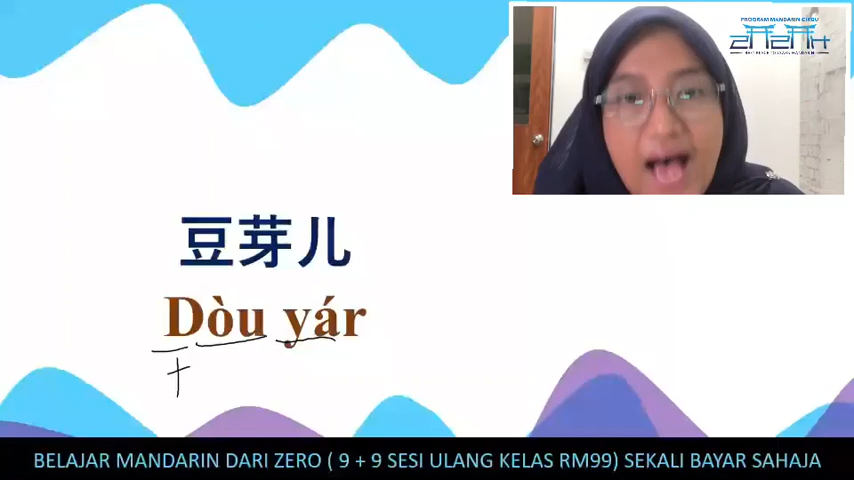 PROGRAM MANDARIN CIKGU
豆芽儿
Dòu yár
t
BELAJAR MANDARIN DARI ZERO ( 9 + 9 SESI ULANG KELAS RM99) SEKALI BAYAR SAHAJA